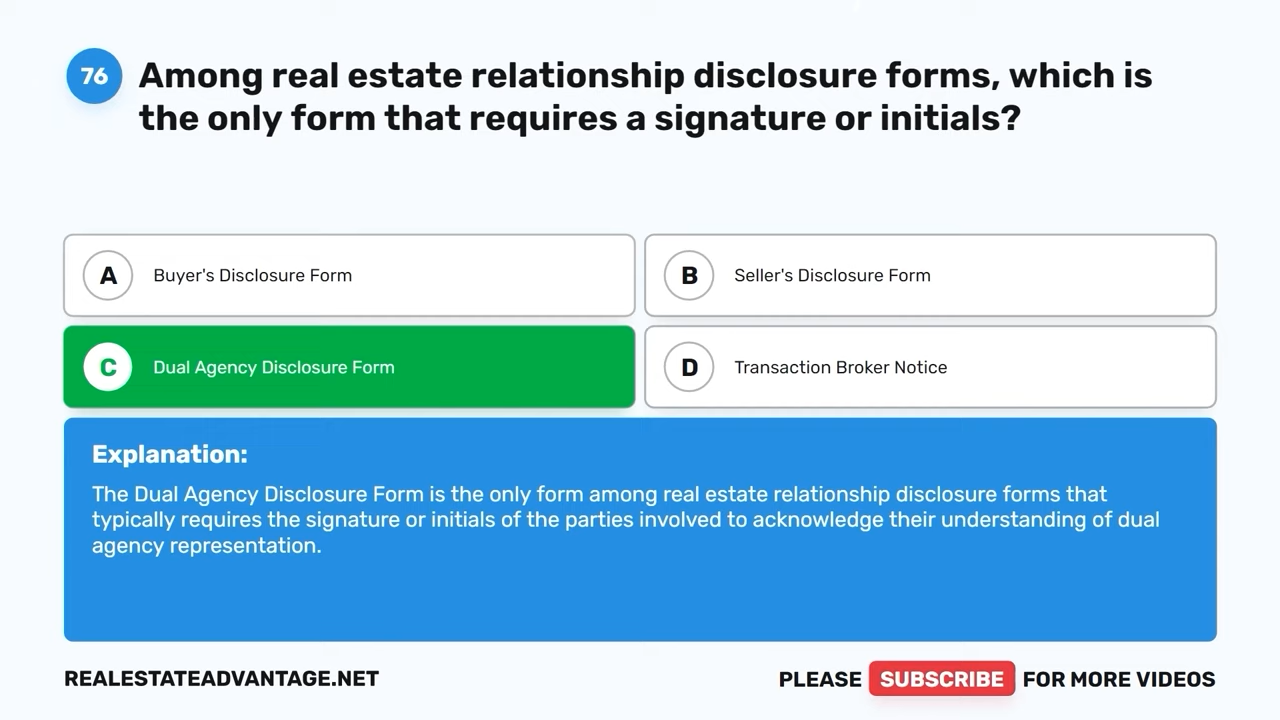 76
Among real estate relationship disclosure forms, which is
the only form that requires a signature or initials?
A Buyer's Disclosure Form
B Seller's Disclosure Form
C Dual Agency Disclosure Form
D Transaction Broker Notice
Explanation:
The Dual Agency Disclosure Form is the only form among real estate relationship disclosure forms that
typically requires the signature or initials of the parties involved to acknowledge their understanding of dual
agency representation.
REALESTATEADVANTAGE.NET
PLEASE SUBSCRIBE FOR MORE VIDEOS